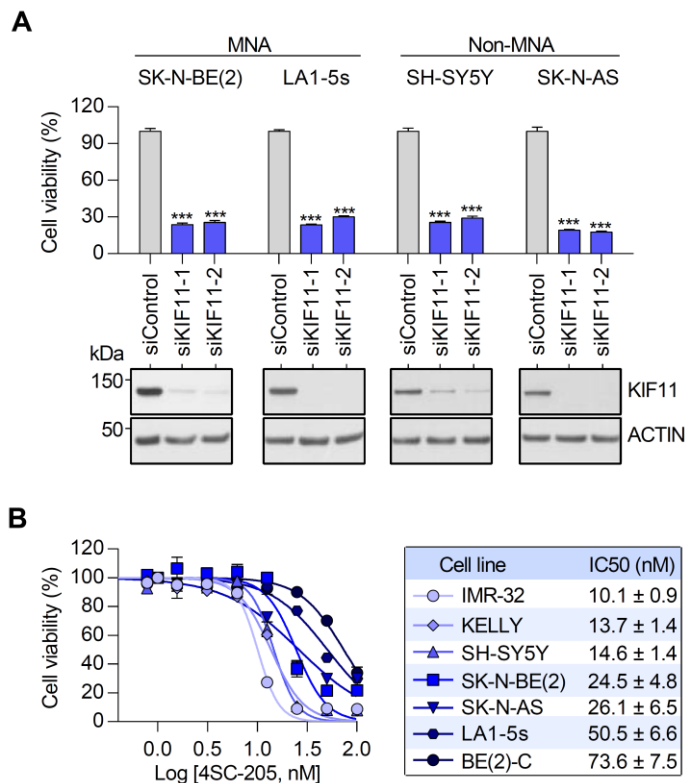 A
MNA
Non-MNA
SK-N-BE(2)
LA1-5s
SH-SY5Y
SK-N-AS
Cell viability (%)
120
90
60
30
0
*** ***
*** ***
*** ***
*** ***
siControl
siKIF11-1
siKIF11-2
siControl
siKIF11-1
siKIF11-2
siControl
siKIF11-1
siKIF11-2
siControl
siKIF11-1
siKIF11-2
kDa
150
KIF11
50
ACTIN
B
Cell viability (%)
120
100
80
60
40
20
0
0.0 0.5 1.0 1.5 2.0
Log [4SC-205, nM]
Cell line IC50 (nM)
IMR-32 10.1 ± 0.9
KELLY 13.7 ± 1.4
SH-SY5Y 14.6 ± 1.4
SK-N-BE(2) 24.5 ± 4.8
SK-N-AS 26.1 ± 6.5
LA1-5s 50.5 ± 6.6
BE(2)-C 73.6 ± 7.5